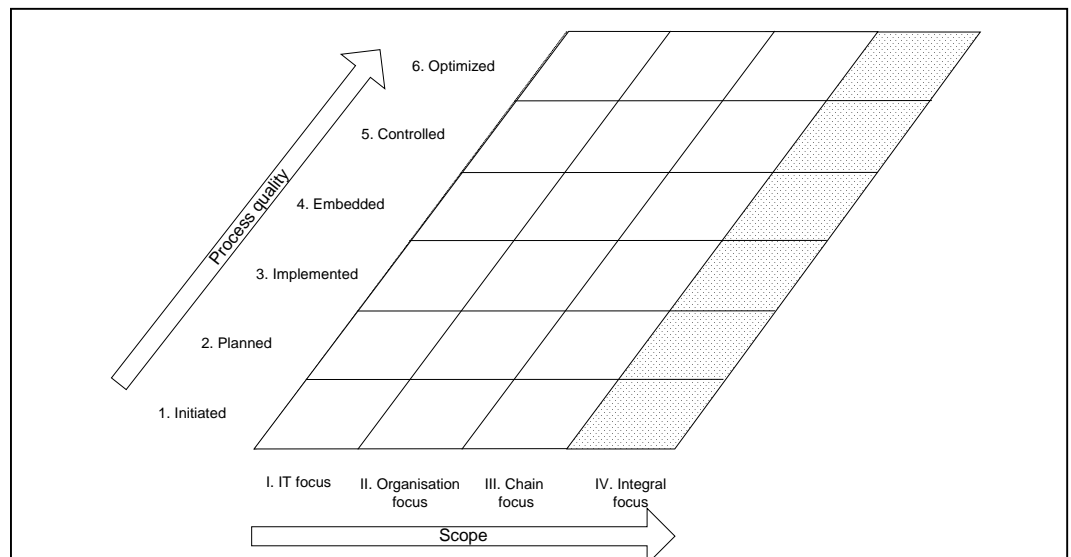 6. Optimized
5. Controlled
4. Embedded
Process quality
3. Implemented
2. Planned
1. Initiated
I. IT focus
II. Organisation
focus
III. Chain
focus
IV. Integral
focus
Scope